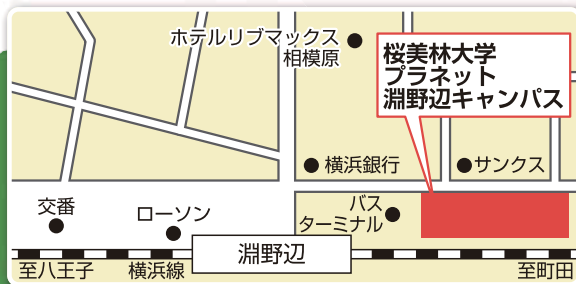 ホテルリブマックス
相模原
桜美林大学
プラネット
淵野辺キャンパス
横浜銀行
サンクス
交番
ローソン
バス
ターミナル
淵野辺
至八王子
横浜線
至町田